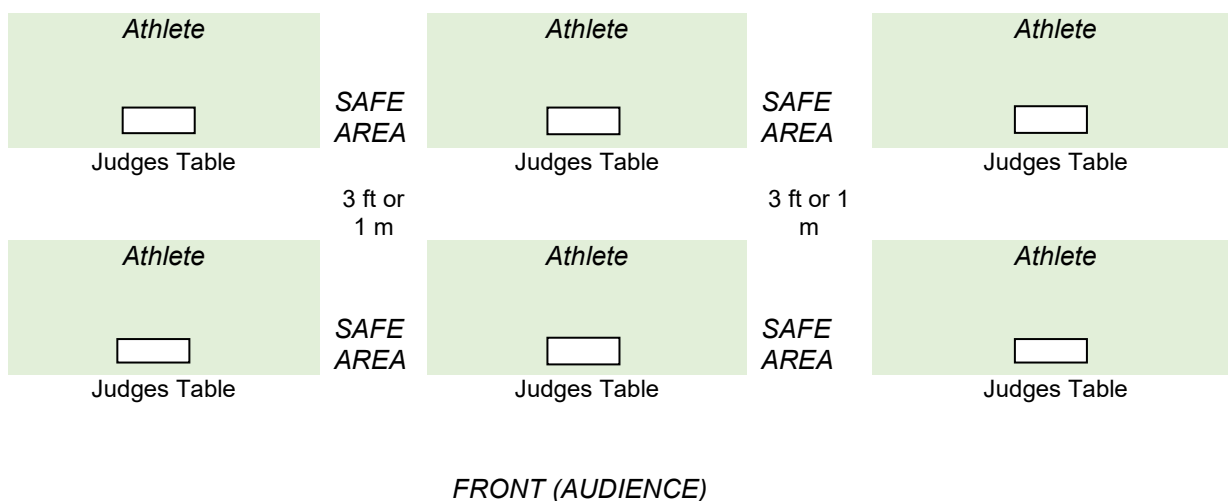 Athlete Athlete Athlete
SAFE SAFE
AREA AREA
Judges Table Judges Table Judges Table
3 ft or 3 ft or 1
1 m m
Athlete Athlete Athlete
SAFE SAFE
AREA AREA
Judges Table Judges Table Judges Table
FRONT (AUDIENCE)